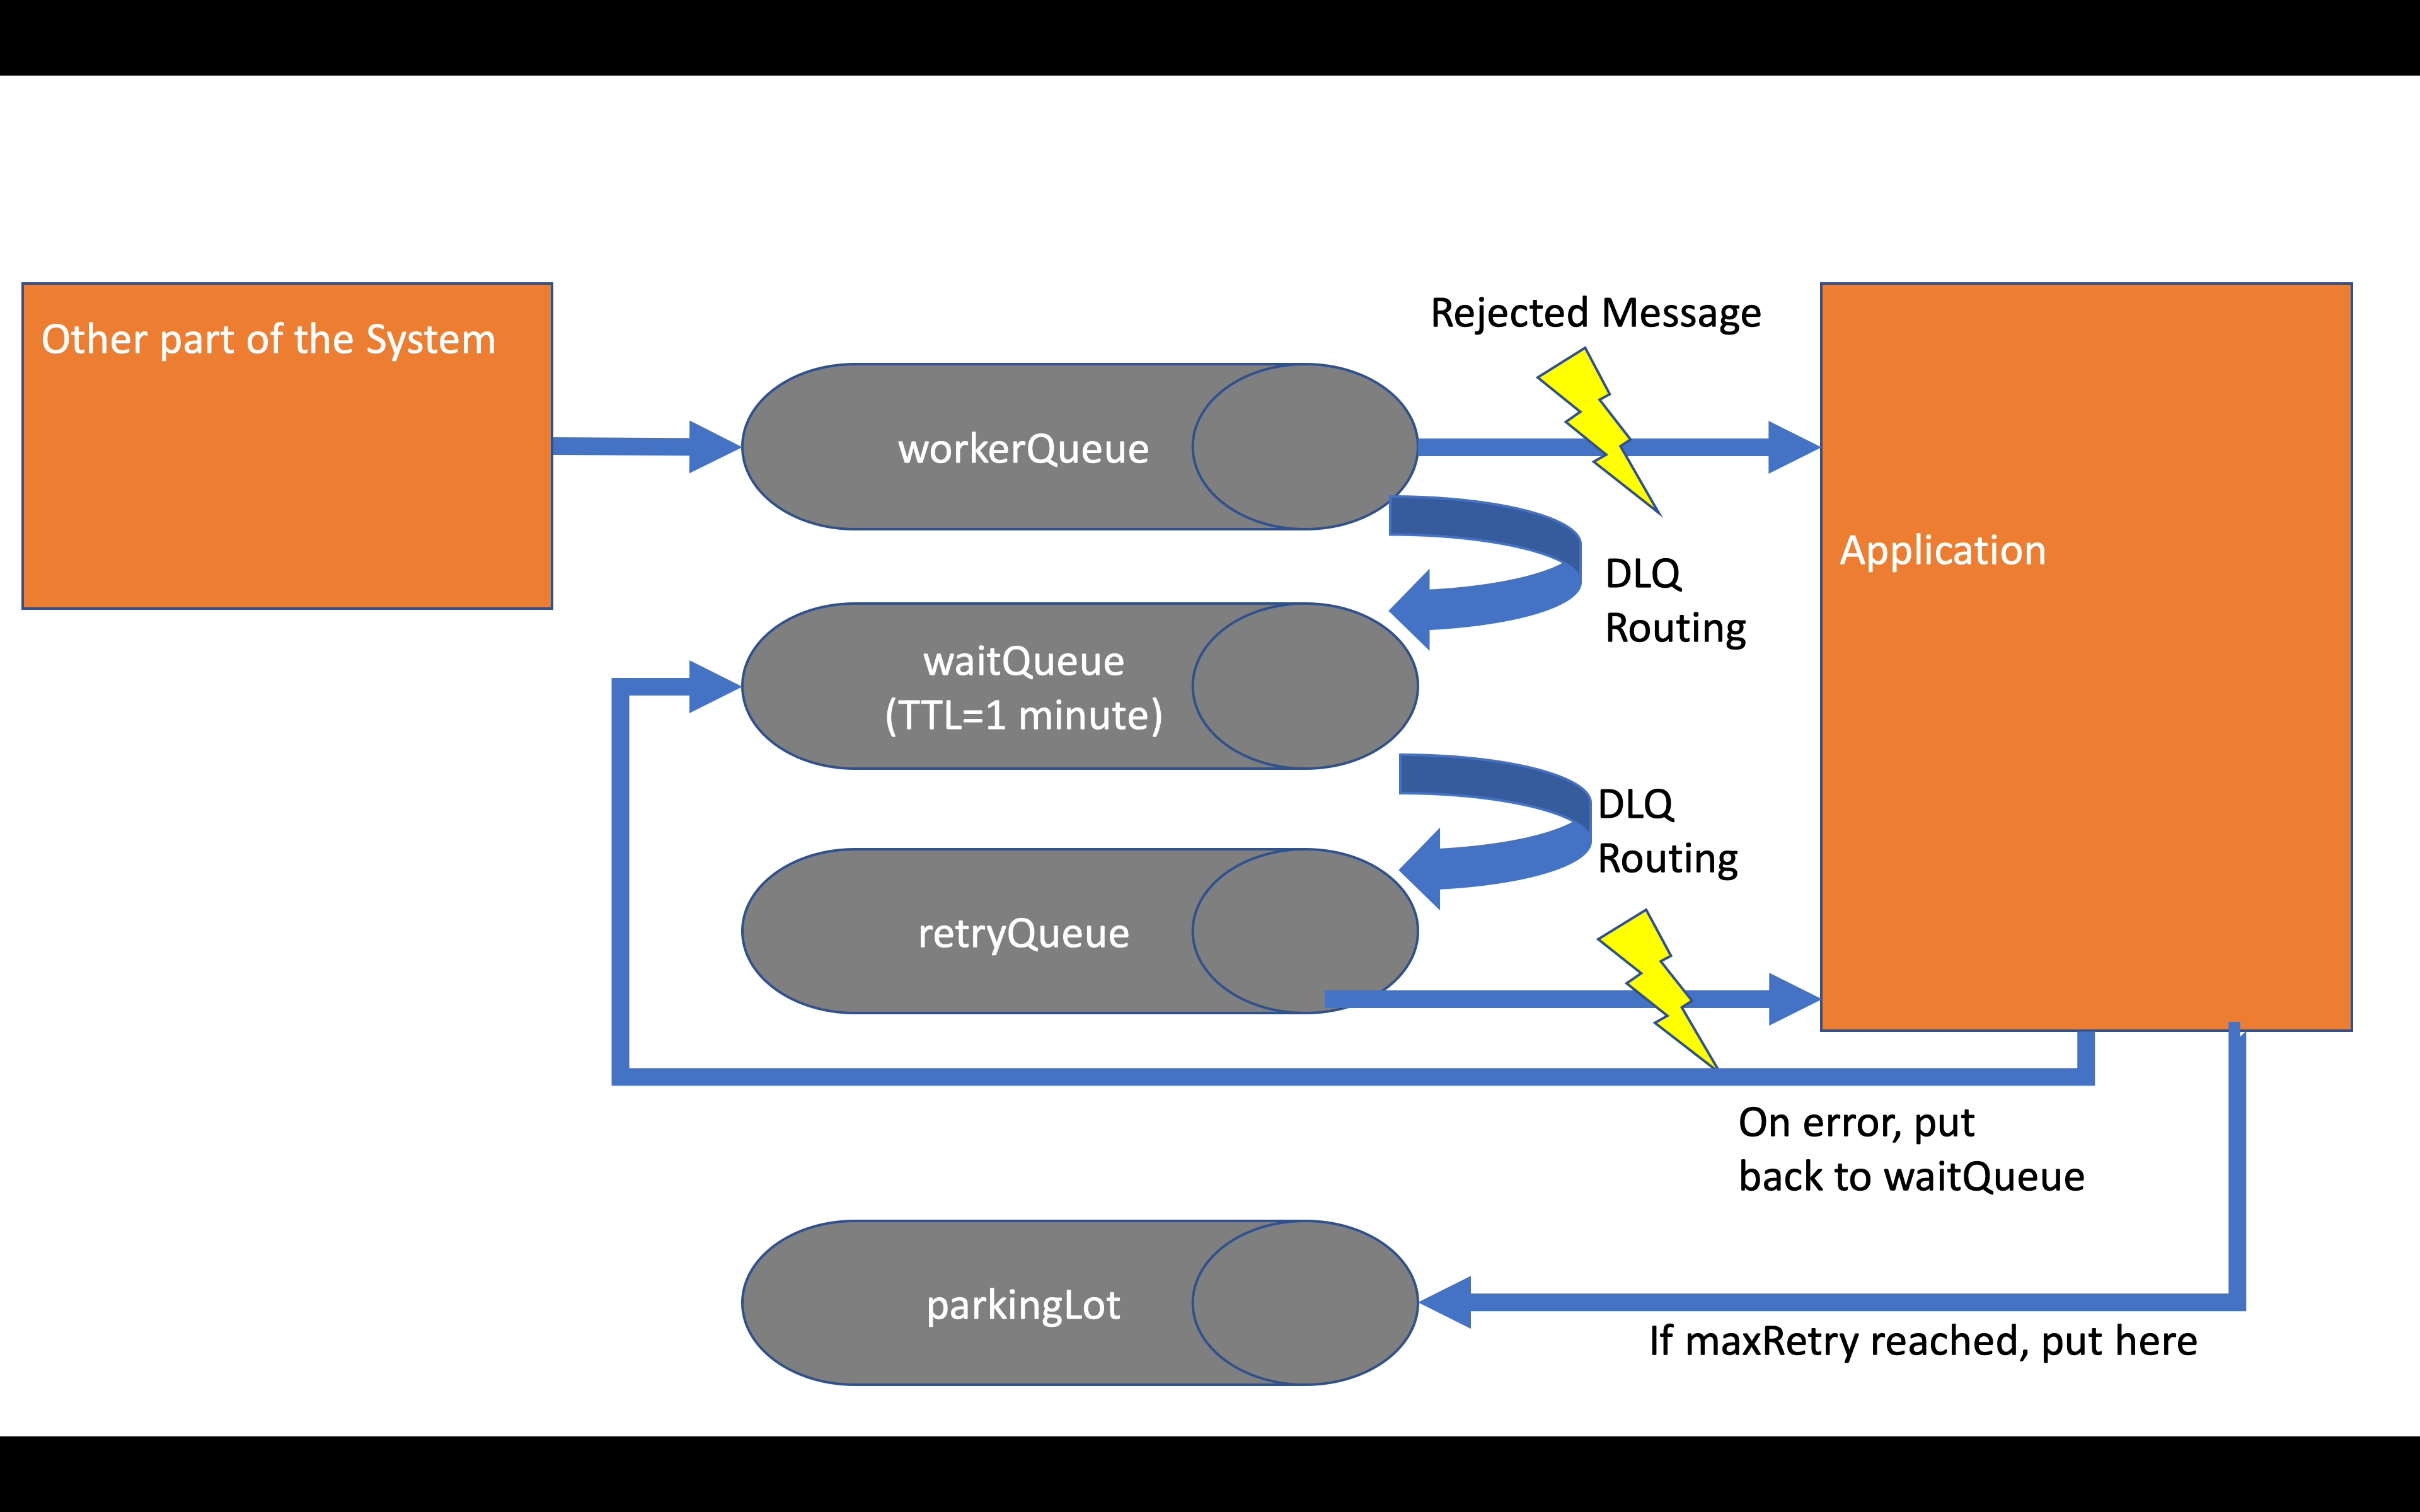 Other part of the System
Rejected Message
workerQueue
Application
DLQ
Routing
waitQueue
(TTL=1 minute)
DLQ
Routing
retryQueue
On error, put
back to waitQueue
parkingLot
If maxRetry reached, put here